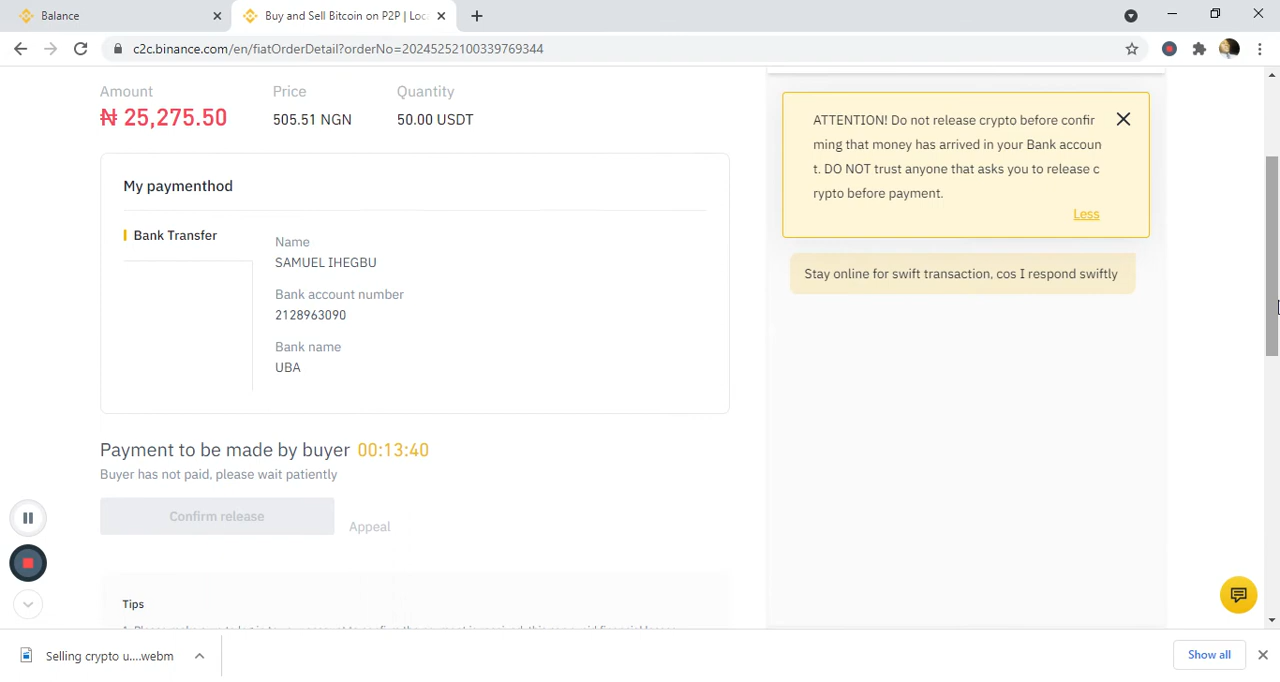 Balance
Buy and Sell Bitcoin on P2P | Loc
c2c.binance.com/en/fiatOrderDetail?orderNo=20245252100339769344
Amount
Price
Quantity
₦ 25,275.50
505.51 NGN
50.00 USDT
My paymenthod
Bank Transfer
Name
SAMUEL IHEGBU
Bank account number
2128963090
Bank name
UBA
Payment to be made by buyer 00:13:40
Buyer has not paid, please wait patiently
Confirm release
Appeal
Tips
ATTENTION! Do not release crypto before confir
ming that money has arrived in your Bank accoun
t. DO NOT trust anyone that asks you to release c
rypto before payment.
Less
Stay online for swift transaction, cos I respond swiftly
Selling crypto u....webm
Show all